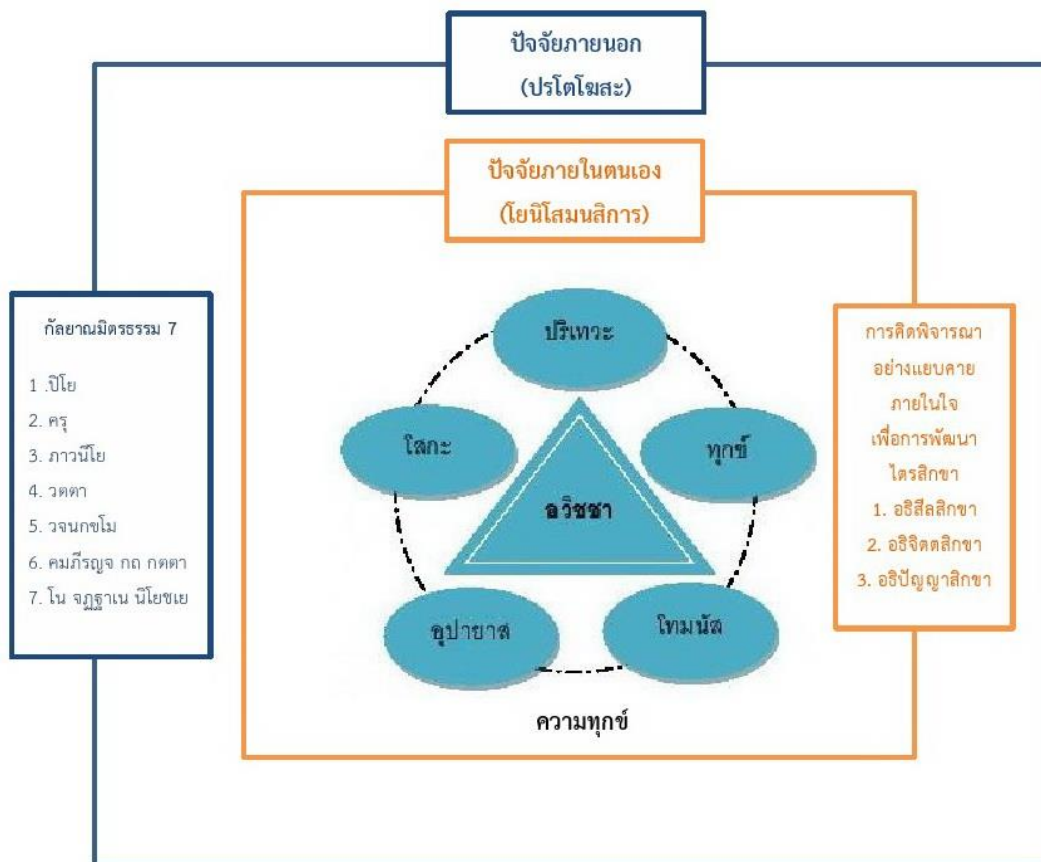 ปัจจัยภายนอก
(ปรโตโฆสะ)
ปัจจัยภายในตนเอง
(โยนิโสมนสิการ)
กัลยาณมิตรธรรม 7
1 .ปิโย
2. ครุ
3. ภาวนีโย
4. วตตา
5. วจนกขโม
6. คมภีรญจ กถ กตตา
7. โน จฏฐาเน นิโยชเย
ปริเทวะ
โสกะ
ทุกข์
อวิชชา
อุปายาส
โทมนัส
ความทุกข์
การคิดพิจารณา
อย่างแยบคาย
ภายในใจ
เพื่อการพัฒนา
ไตรสิกขา
1. อธิสีลสิกขา
2. อธิจิตตสิกขา
3. อธิปัญญาสิกขา